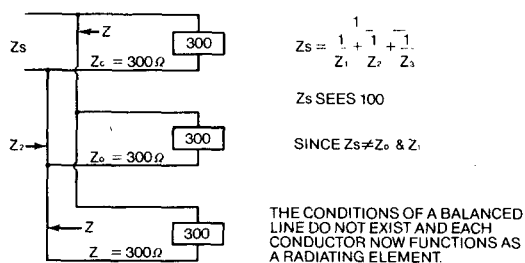 Z
Zs
300
Zc = 300Ω
Z₂
300
Zo = 300Ω
Z
300
Z = 300Ω
1
Zs = 1/Z₁ + 1/Z₂ + 1/Z₃
Zs SEES 100
SINCE Zs≠Zo & Z₁
THE CONDITIONS OF A BALANCED
LINE DO NOT EXIST AND EACH
CONDUCTOR NOW FUNCTIONS AS
A RADIATING ELEMENT.